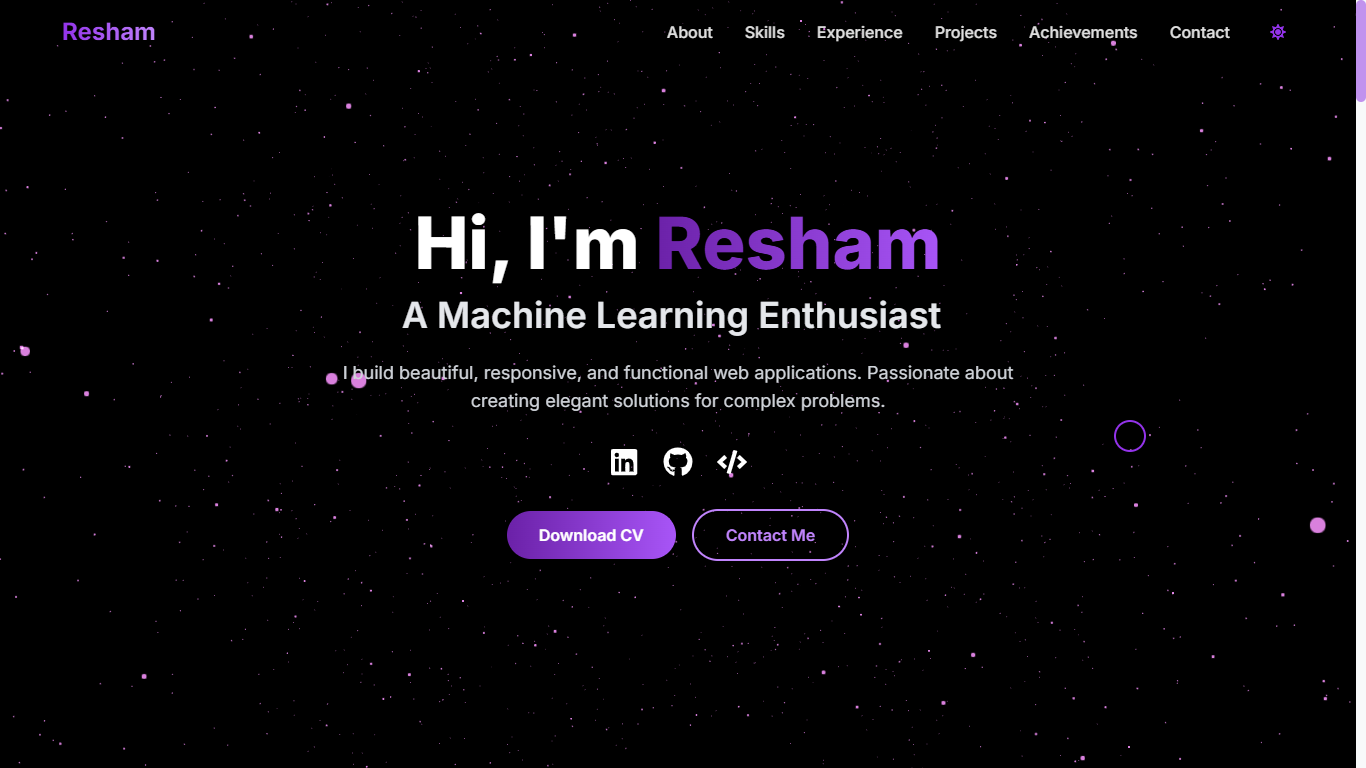 Resham
About Skills Experience Projects Achievements Contact
Hi, I'm Resham
A Machine Learning Enthusiast
I build beautiful, responsive, and functional web applications. Passionate about
creating elegant solutions for complex problems.
Download CV
Contact Me